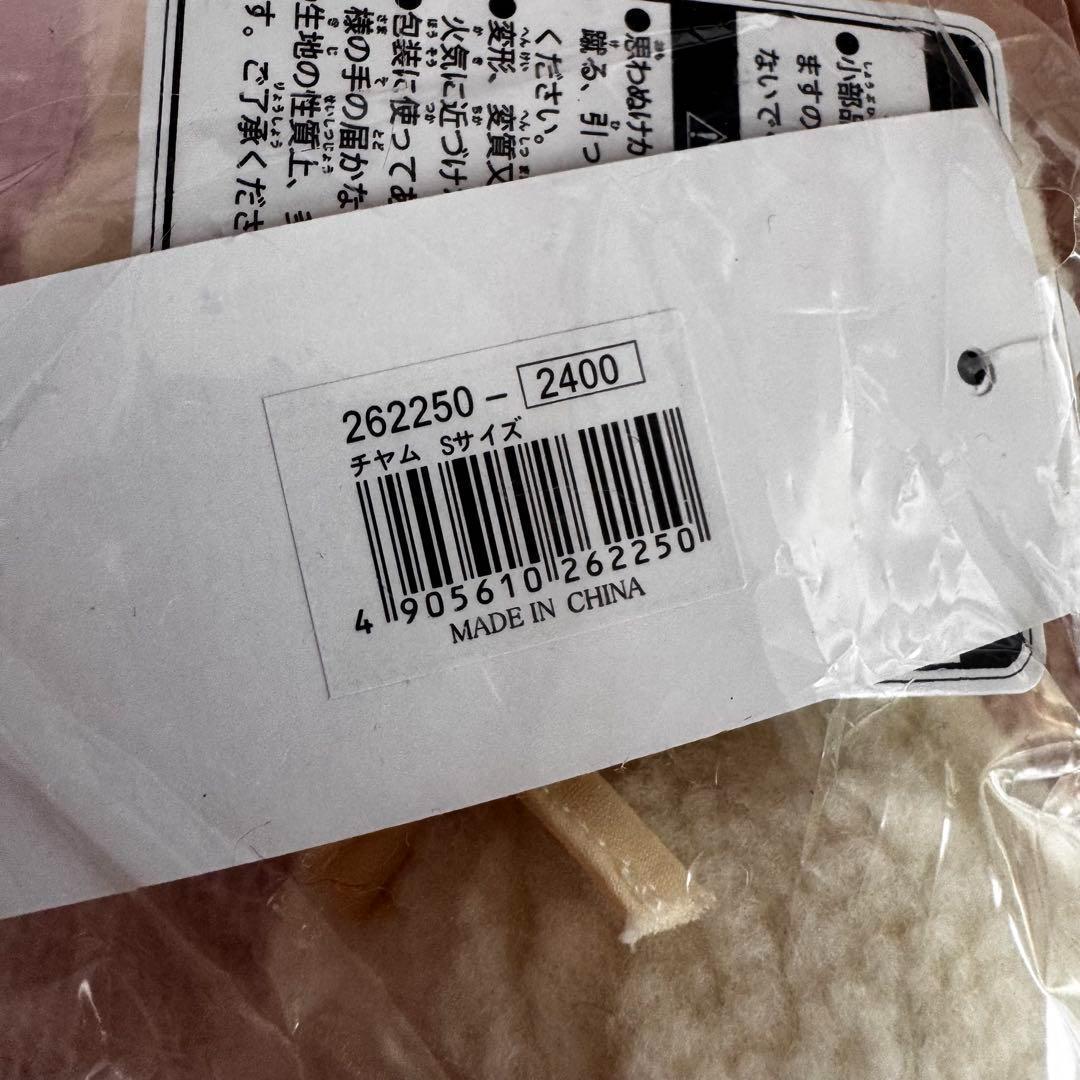 ●小部
ますの
ないで
●思わぬけが
蹴る、引っ
ください。
●変形、変質又
火気に近づけ
●包装に使ってあ
様の手の届かな
生地の性質上、
す。ご了承くださ
262250-2400
チヤム Sサイズ
4 905610 262250
MADE IN CHINA